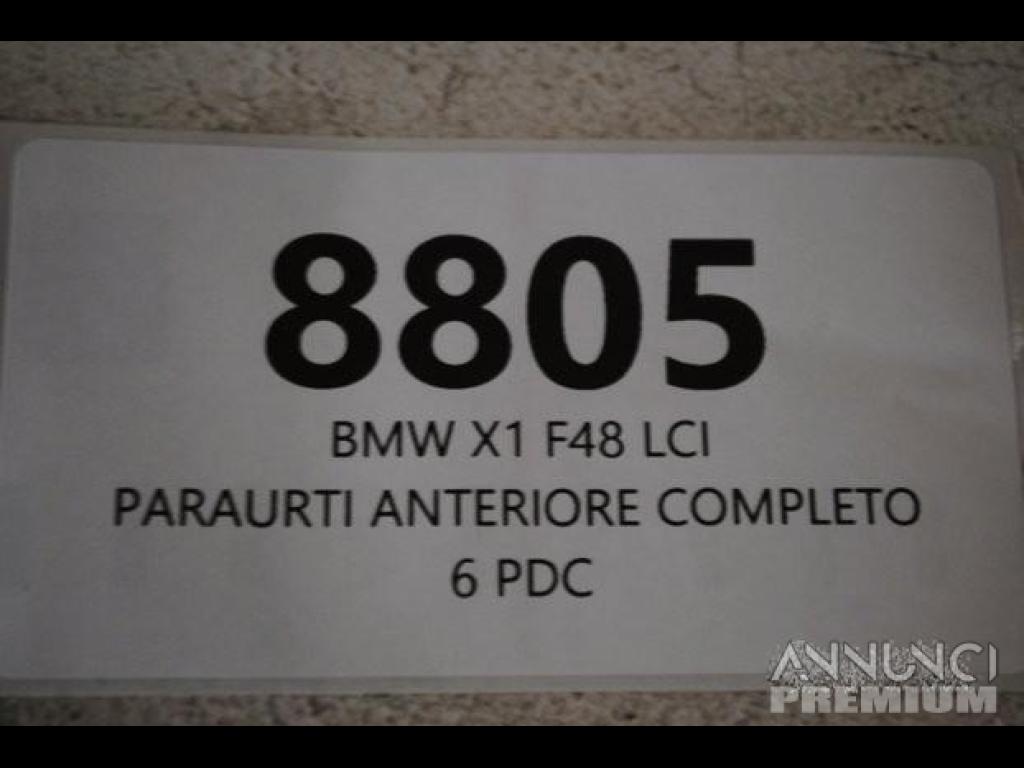 8805
BMW X1 F48 LCI
PARAURTI ANTERIORE COMPLETO
6 PDC
ANNUNCI
PREMIUM